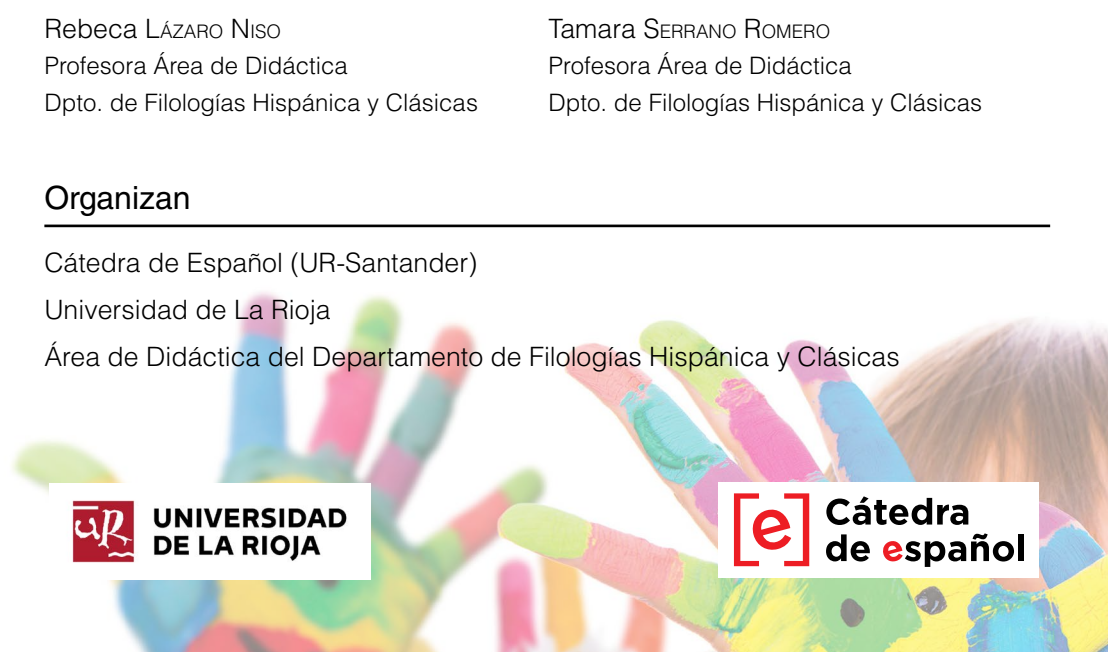 Rebeca LÁZARO NISO
Profesora Área de Didáctica
Dpto. de Filologías Hispánica y Clásicas
Tamara SERRANO ROMERO
Profesora Área de Didáctica
Dpto. de Filologías Hispánica y Clásicas
Organizan
Cátedra de Español (UR-Santander)
Universidad de La Rioja
Área de Didáctica del Departamento de Filologías Hispánica y Clásicas
UR
UNIVERSIDAD
DE LA RIOJA
[e]
Cátedra
de español